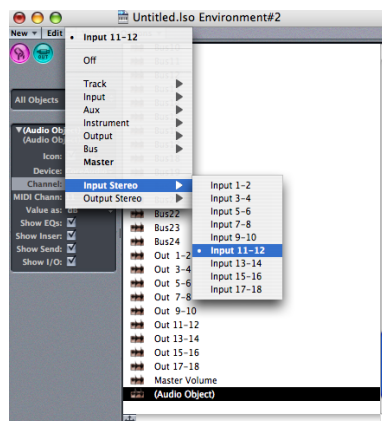 Untitled.lso Environment#2
New Edit
• Input 11-12
Off
Track
Input
Aux
Instrument
Output
Bus
Master
Input Stereo
Output Stereo
Input 1-2
Input 3-4
Input 5-6
Input 7-8
Input 9-10
• Input 11-12
Input 13-14
Input 15-16
Input 17-18
OUT
All Objects
(Audio Obj
(Audio Obj
Icon:
Device:
Channel:
MIDI Chann:
Value as:
Show EQs:
Show Inser:
Show Send:
Show I/O:
Bus22
Bus23
Bus24
Out 1-2
Out 3-4
Out 5-6
Out 7-8
Out 9-10
Out 11-12
Out 13-14
Out 15-16
Out 17-18
Master Volume
(Audio Object)